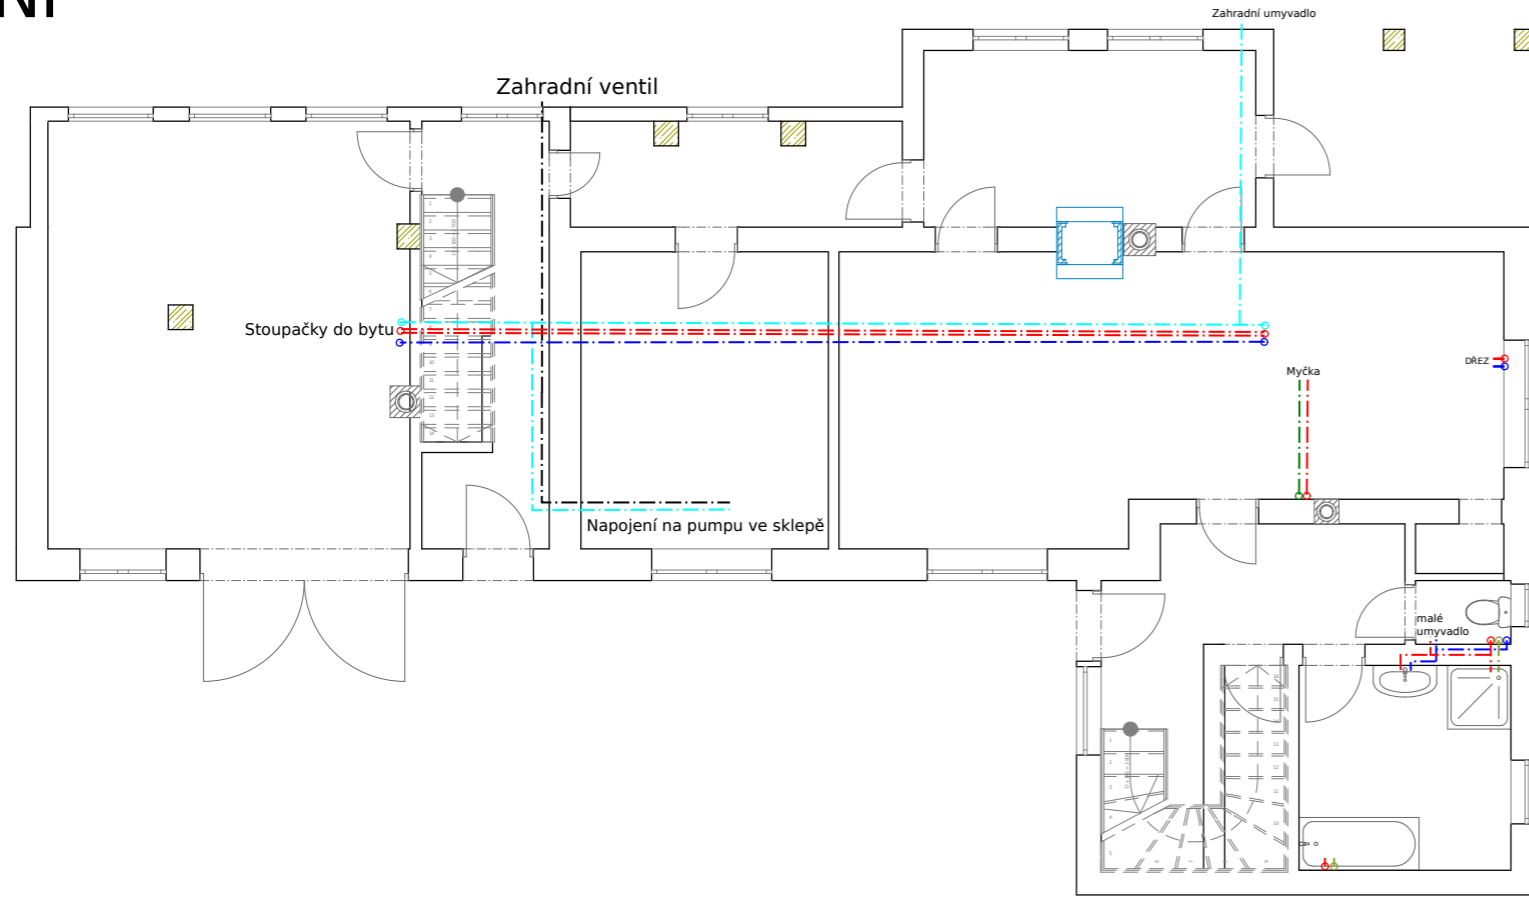 Zahradní umyvadlo
Zahradní ventil
Stoupačky do bytu
DŘEZ
Myčka
Napojení na pumpu ve sklepě
malé
umyvadlo